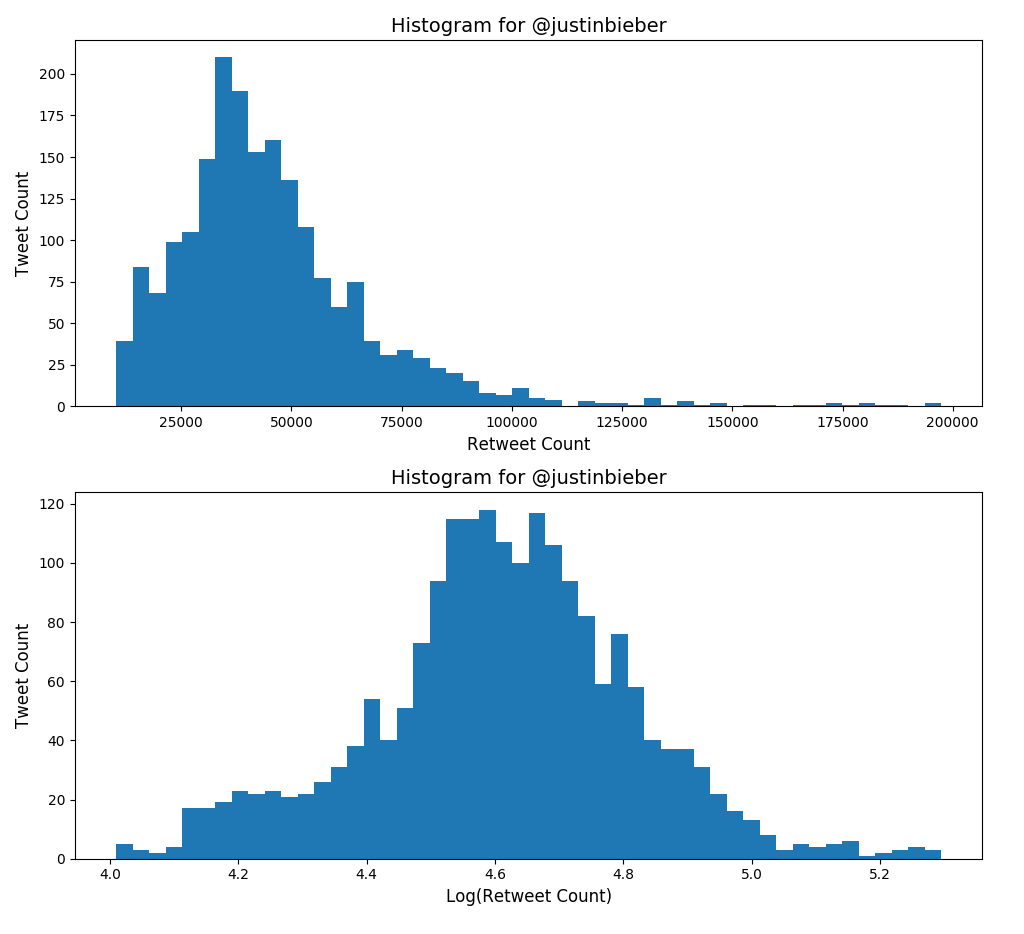 Histogram for @justinbieber
200
175
150
125
100
75
50
25
0
Tweet Count
25000 50000 75000 100000 125000 150000 175000 200000
Retweet Count
Histogram for @justinbieber
120
100
80
60
40
20
0
Tweet Count
4.0 4.2 4.4 4.6 4.8 5.0 5.2
Log(Retweet Count)